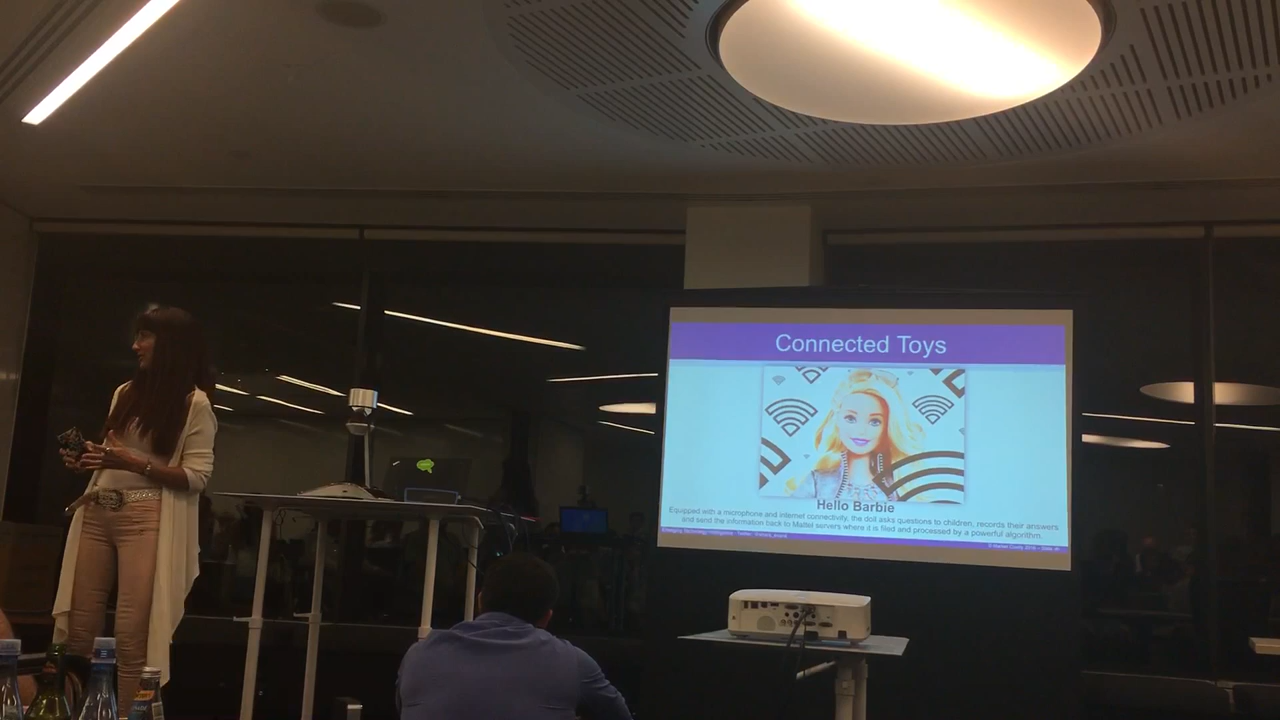 Connected Toys
Hello Barbie
Equipped with a microphone and internet connectivity, the doll asks questions to children, records their answers
and send the information back to Mattel servers where it is filed and processed by a powerful algorithm.